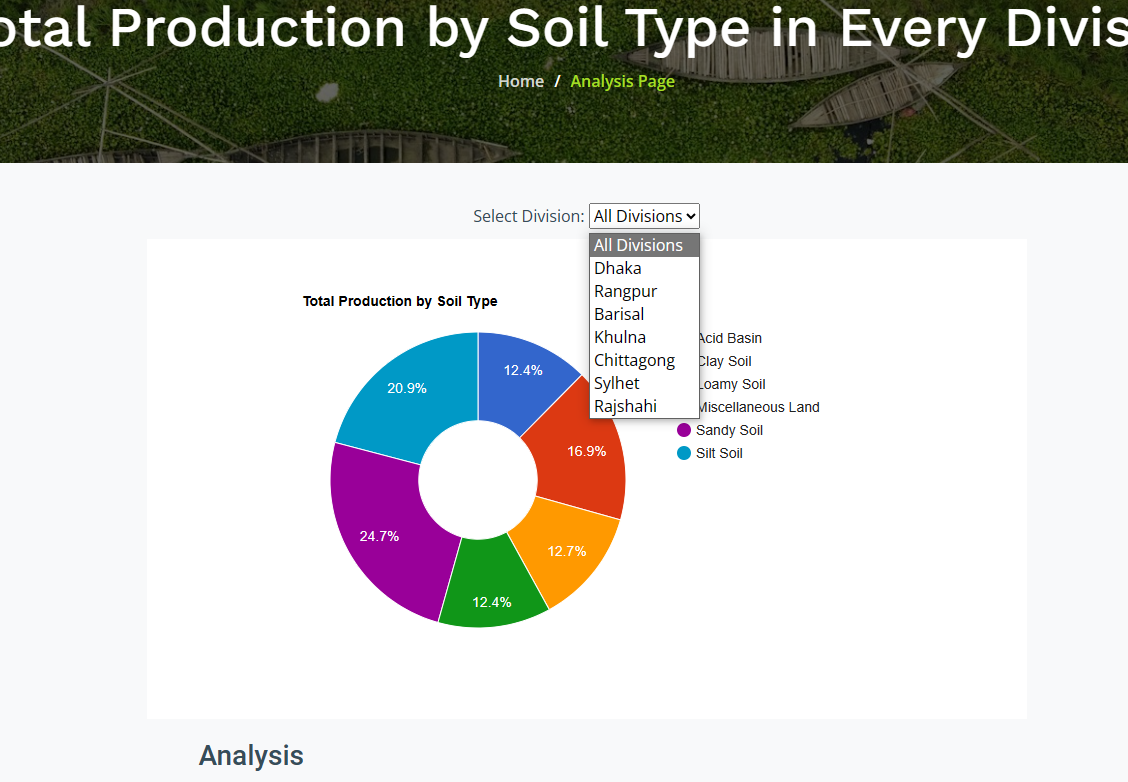 otal Production by Soil Type in Every Divis
Home / Analysis Page
Select Division: All Divisions
All Divisions
Dhaka
Rangpur
Barisal
Khulna
Chittagong
Sylhet
Rajshahi
Total Production by Soil Type
12.4%
16.9%
12.7%
12.4%
24.7%
20.9%
Acid Basin
Clay Soil
Loamy Soil
Miscellaneous Land
Sandy Soil
Silt Soil
Analysis